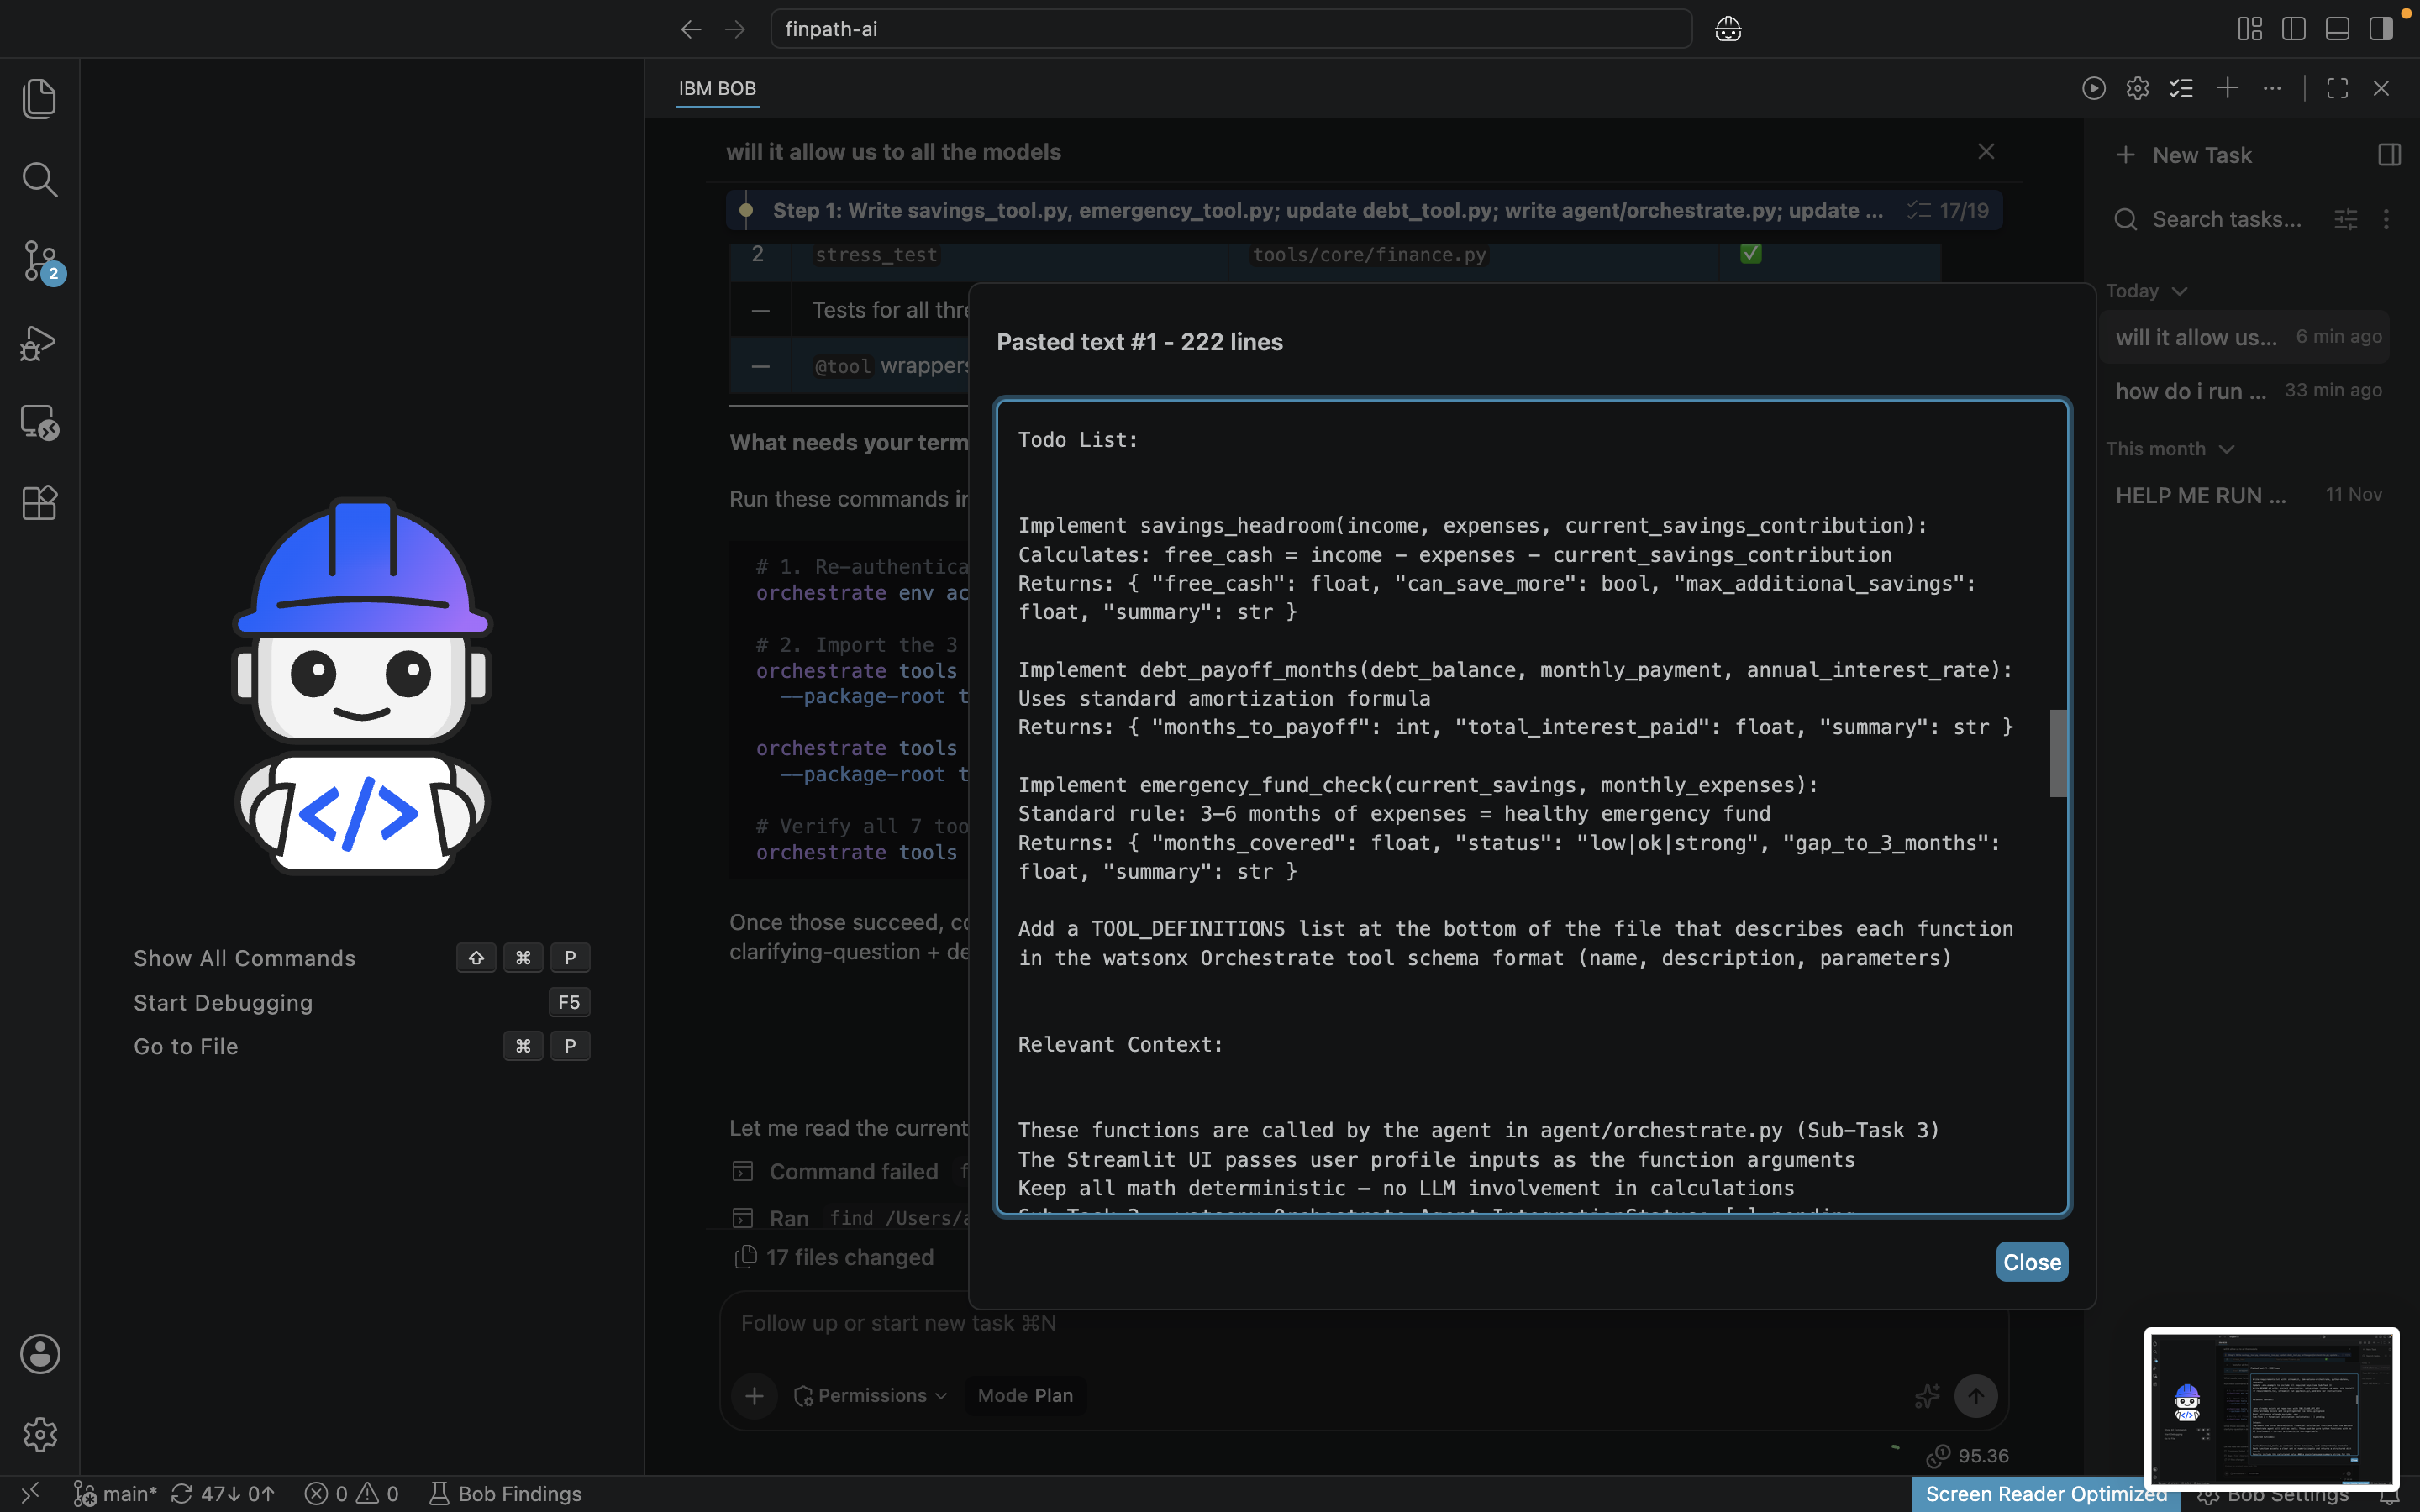 finpath-ai
IBM BOB
will it allow us to all the models
Step 1: Write savings_tool.py, emergency_tool.py; update debt_tool.py; write agent/orchestrate.py; update ...
17/19
2 stress_test tools/core/finance.py ✅
— Tests for all thre
— @tool wrappers
What needs your term
Run these commands in
# 1. Re-authentica
orchestrate env ac
# 2. Import the 3
orchestrate tools
--package-root t
orchestrate tools
--package-root t
# Verify all 7 too
orchestrate tools
Once those succeed, co
clarifying-question + de
Let me read the current
Command failed f
Ran find /Users/a
17 files changed
Follow up or start new task ⌘N
Permissions
Mode Plan
95.36
Pasted text #1 - 222 lines
Todo List:
Implement savings_headroom(income, expenses, current_savings_contribution):
Calculates: free_cash = income − expenses − current_savings_contribution
Returns: { "free_cash": float, "can_save_more": bool, "max_additional_savings":
float, "summary": str }
Implement debt_payoff_months(debt_balance, monthly_payment, annual_interest_rate):
Uses standard amortization formula
Returns: { "months_to_payoff": int, "total_interest_paid": float, "summary": str }
Implement emergency_fund_check(current_savings, monthly_expenses):
Standard rule: 3–6 months of expenses = healthy emergency fund
Returns: { "months_covered": float, "status": "low|ok|strong", "gap_to_3_months":
float, "summary": str }
Add a TOOL_DEFINITIONS list at the bottom of the file that describes each function
in the watsonx Orchestrate tool schema format (name, description, parameters)
Relevant Context:
These functions are called by the agent in agent/orchestrate.py (Sub-Task 3)
The Streamlit UI passes user profile inputs as the function arguments
Keep all math deterministic — no LLM involvement in calculations
Close
New Task
Search tasks...
Today
will it allow us... 6 min ago
how do i run ... 33 min ago
This month
HELP ME RUN ... 11 Nov
2
</>
Show All Commands ⇧ ⌘ P
Start Debugging F5
Go to File ⌘ P
main* 47↓ 0↑ 0 0 Bob Findings
Screen Reader Optimized
Bob Settings